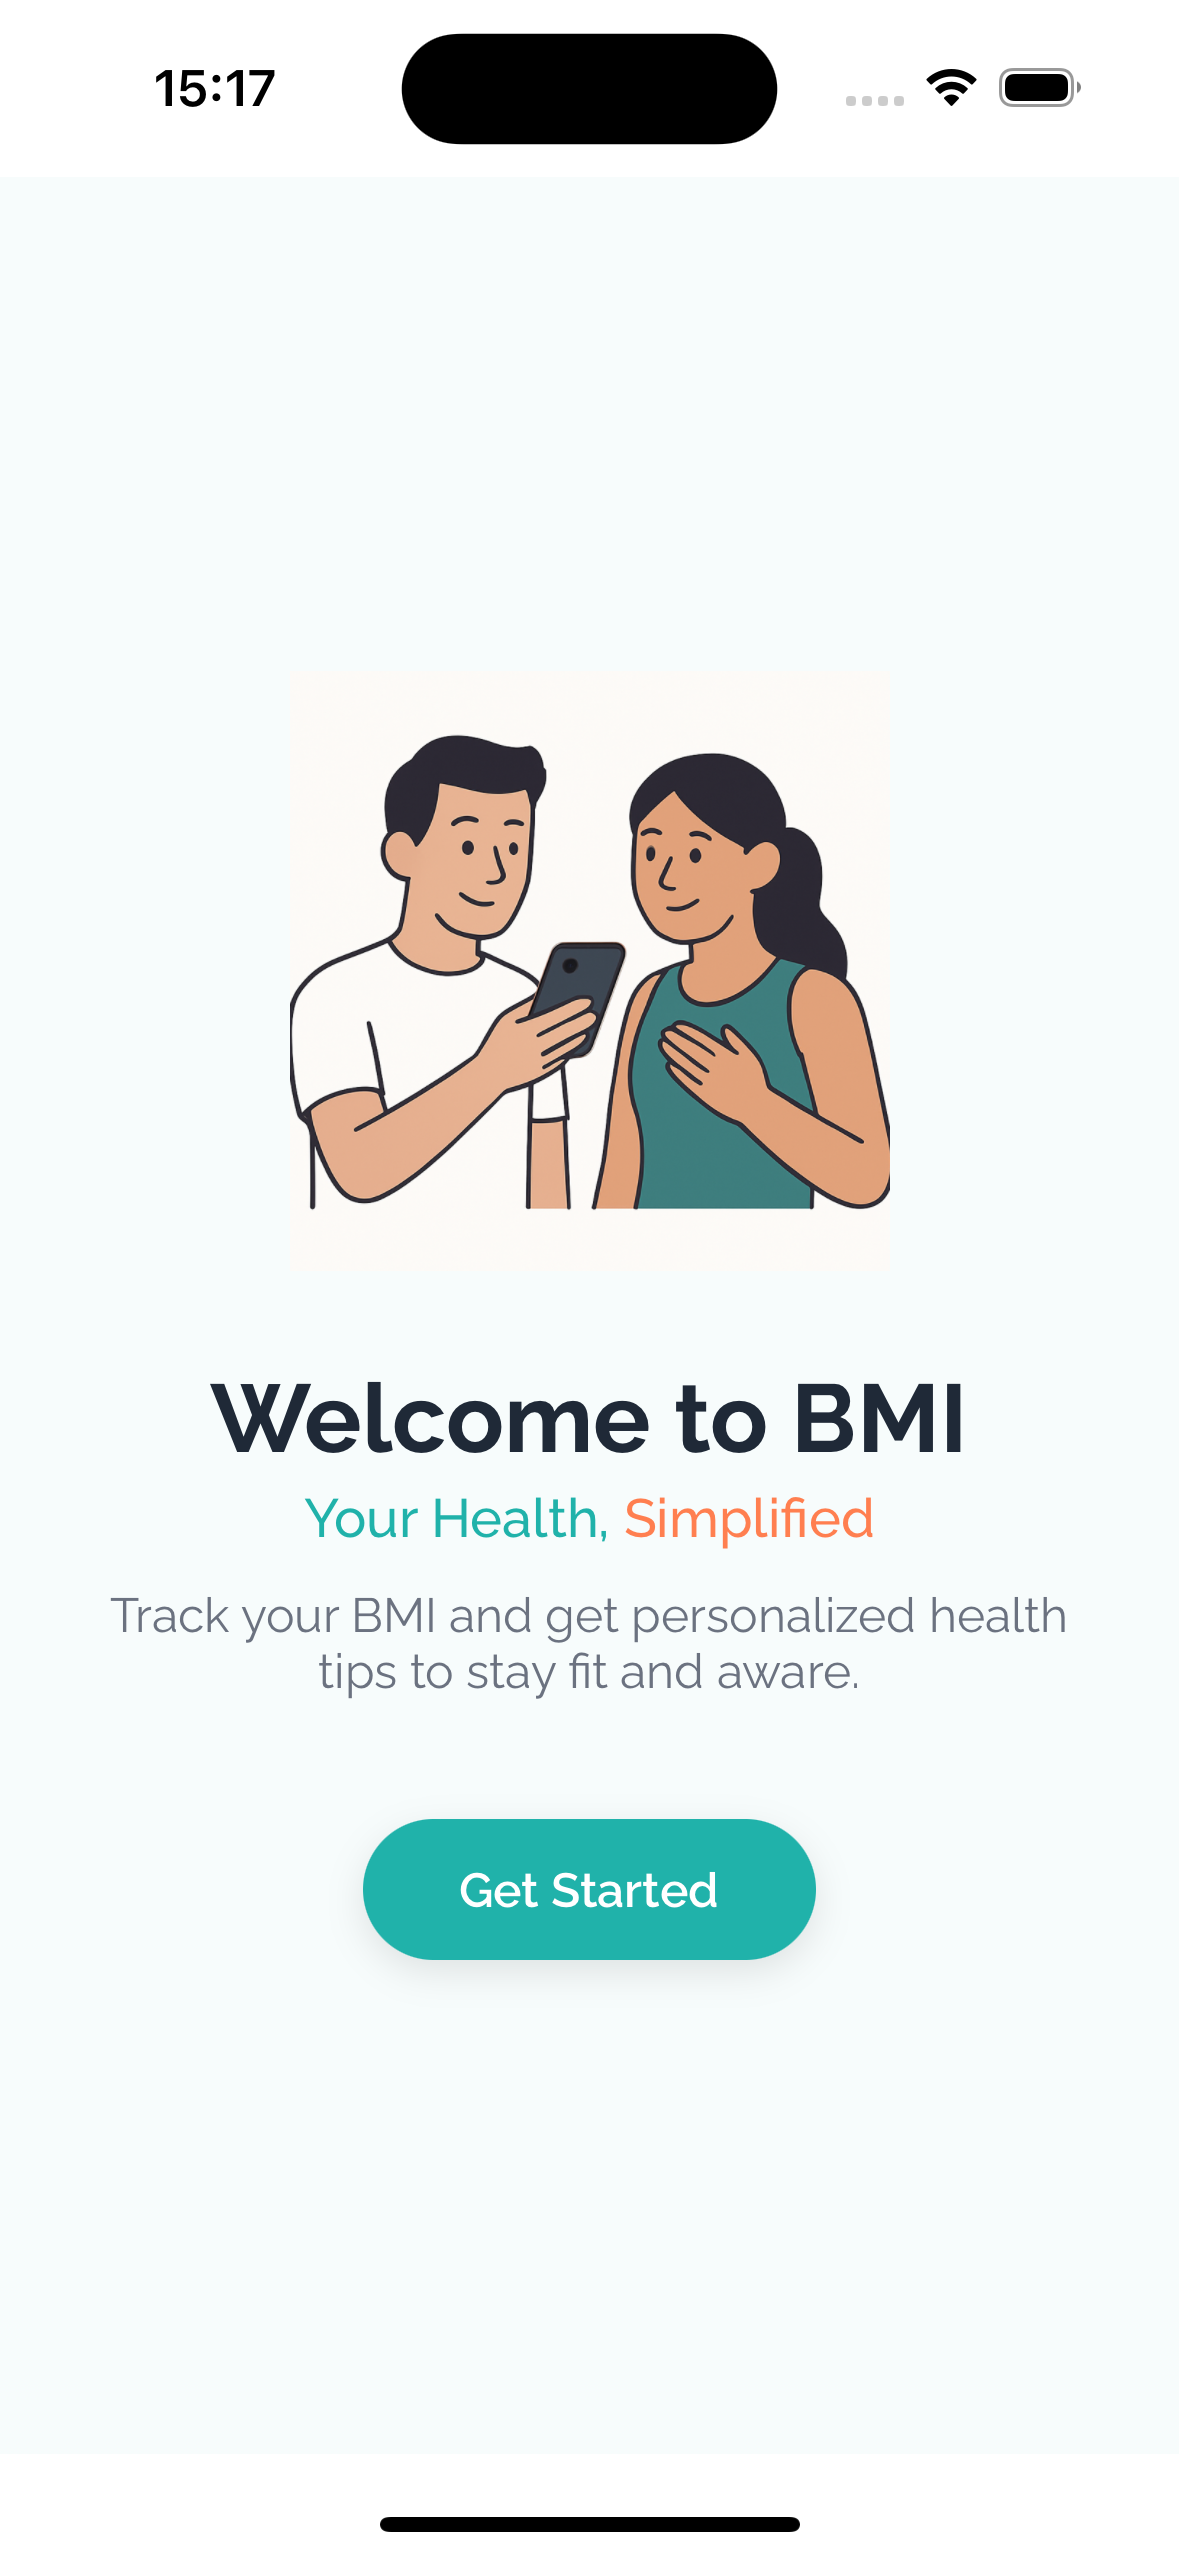 15:17
Welcome to BMI
Your Health, Simplified
Track your BMI and get personalized health
tips to stay fit and aware.
Get Started